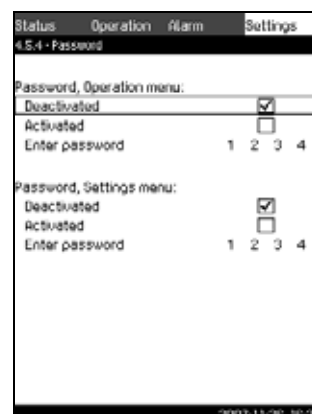 Status Operation Alarm Settings
4.5.4 - Password
Password, Operation menu:
Deactivated
Activated
Enter password 1 2 3 4
Password, Settings menu:
Deactivated
Activated
Enter password 1 2 3 4